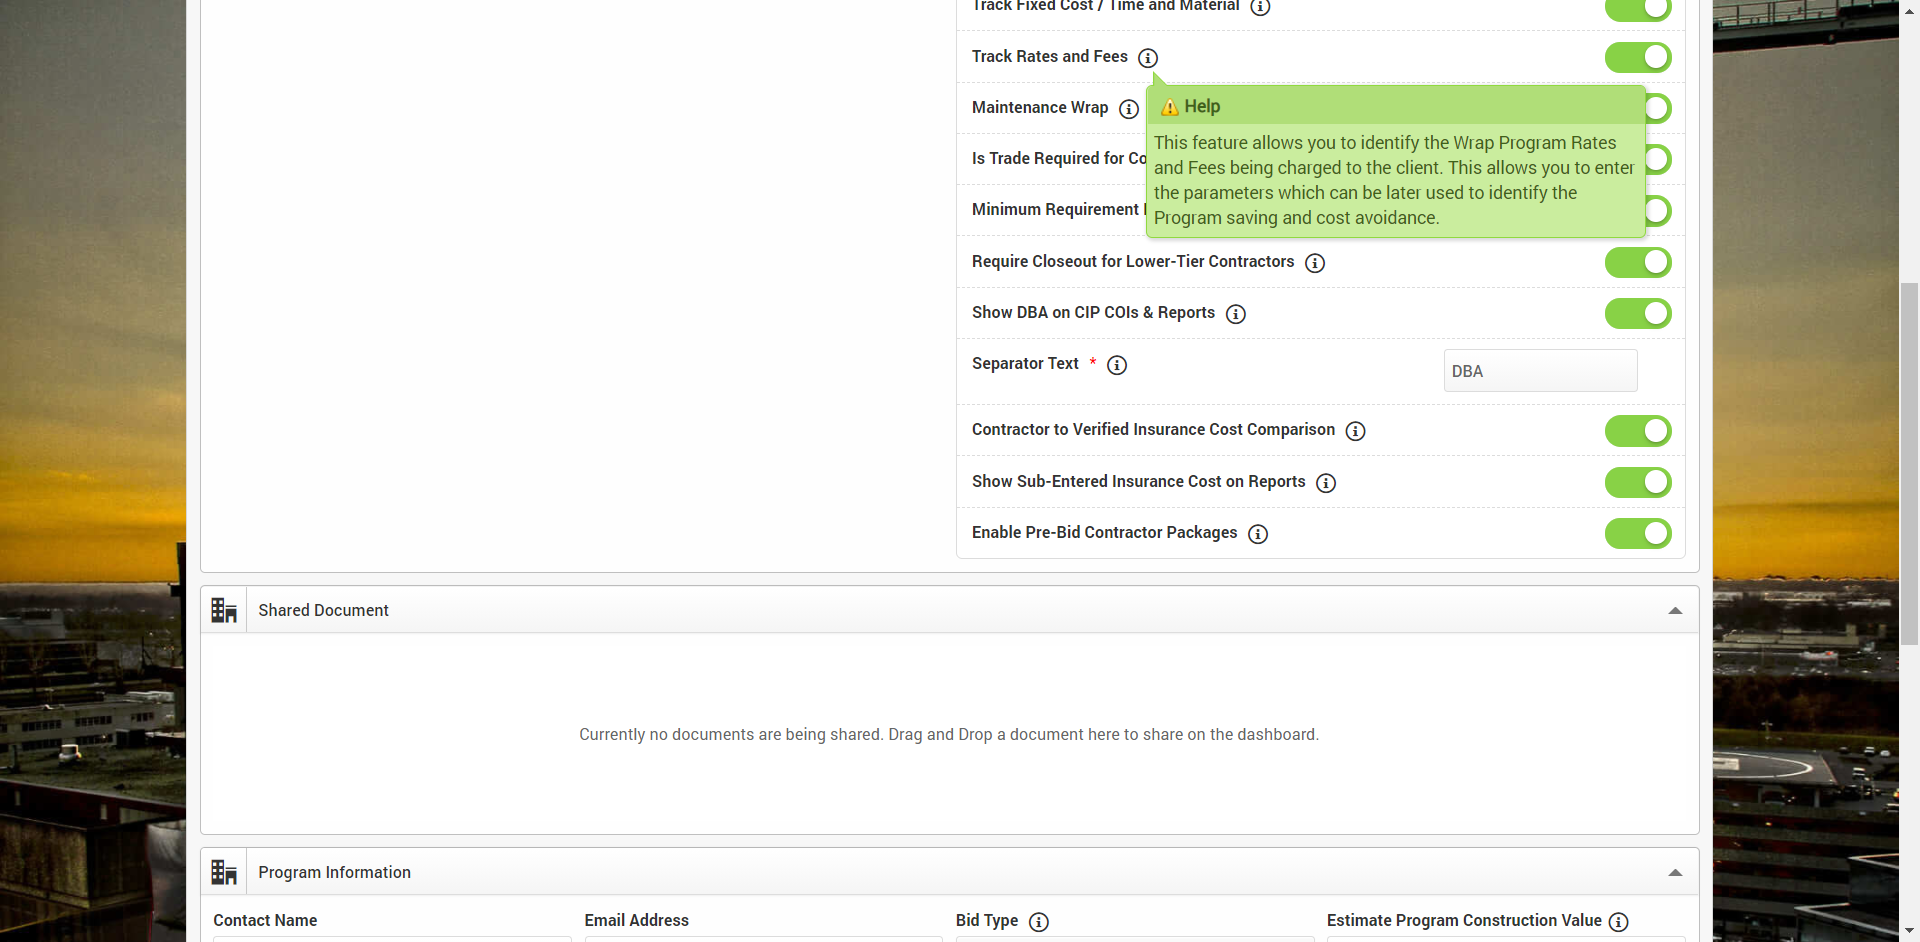 Track Fixed Cost / Time and Material
Track Rates and Fees
Help
Maintenance Wrap
This feature allows you to identify the Wrap Program Rates
and Fees being charged to the client. This allows you to enter
the parameters which can be later used to identify the
Program saving and cost avoidance.
Is Trade Required for Co
Minimum Requirement
Require Closeout for Lower-Tier Contractors
Show DBA on CIP COIs & Reports
Separator Text *
DBA
Contractor to Verified Insurance Cost Comparison
Show Sub-Entered Insurance Cost on Reports
Enable Pre-Bid Contractor Packages
Shared Document
Currently no documents are being shared. Drag and Drop a document here to share on the dashboard.
Program Information
Contact Name
Email Address
Bid Type
Estimate Program Construction Value